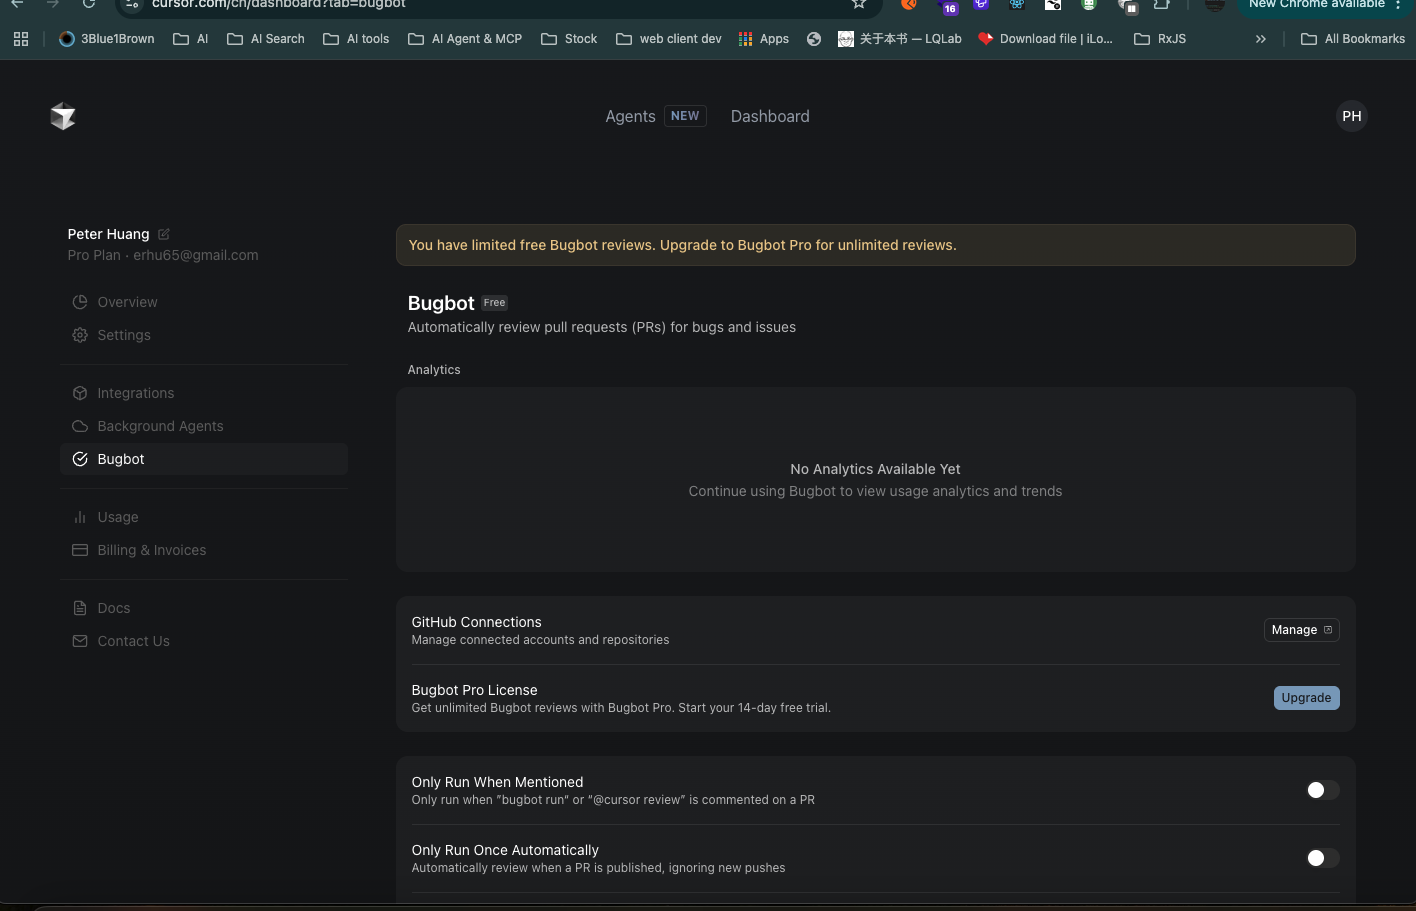 cursor.com/cn/dashboard?tab=bugbot
16
New Chrome available
3Blue1Brown
AI
AI Search
AI tools
AI Agent & MCP
Stock
web client dev
Apps
关于本书 — LQLab
Download file | iLo...
RxJS
»
All Bookmarks
Agents NEW Dashboard
PH
Peter Huang
Pro Plan · erhu65@gmail.com
Overview
Settings
Integrations
Background Agents
Bugbot
Usage
Billing & Invoices
Docs
Contact Us
You have limited free Bugbot reviews. Upgrade to Bugbot Pro for unlimited reviews.
Bugbot Free
Automatically review pull requests (PRs) for bugs and issues
Analytics
No Analytics Available Yet
Continue using Bugbot to view usage analytics and trends
GitHub Connections
Manage connected accounts and repositories
Manage
Bugbot Pro License
Get unlimited Bugbot reviews with Bugbot Pro. Start your 14-day free trial.
Upgrade
Only Run When Mentioned
Only run when "bugbot run" or "@cursor review" is commented on a PR
Only Run Once Automatically
Automatically review when a PR is published, ignoring new pushes